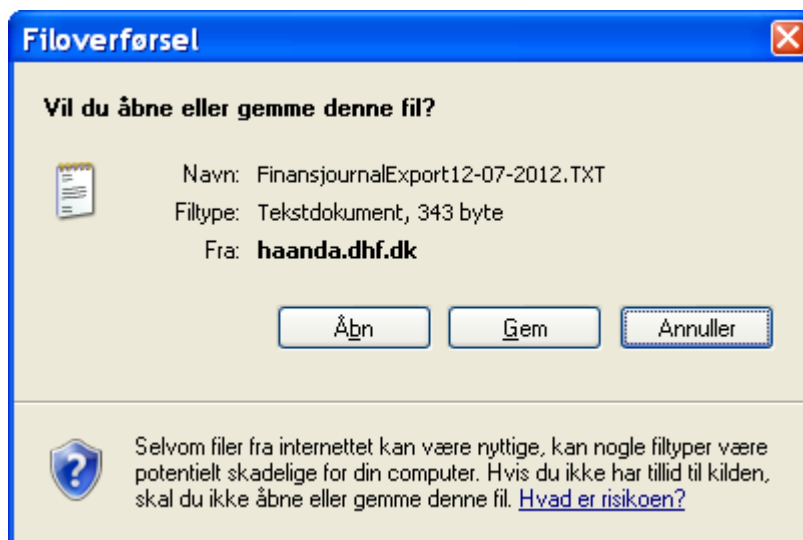 Filoverførsel
Vil du åbne eller gemme denne fil?
Navn: FinansjournalExport12-07-2012.TXT
Filtype: Tekstdokument, 343 byte
Fra: haanda.dhf.dk
Åbn Gem Annuller
Selvom filer fra internettet kan være nyttige, kan nogle filtyper være
potentielt skadelige for din computer. Hvis du ikke har tillid til kilden,
skal du ikke åbne eller gemme denne fil. Hvad er risikoen?